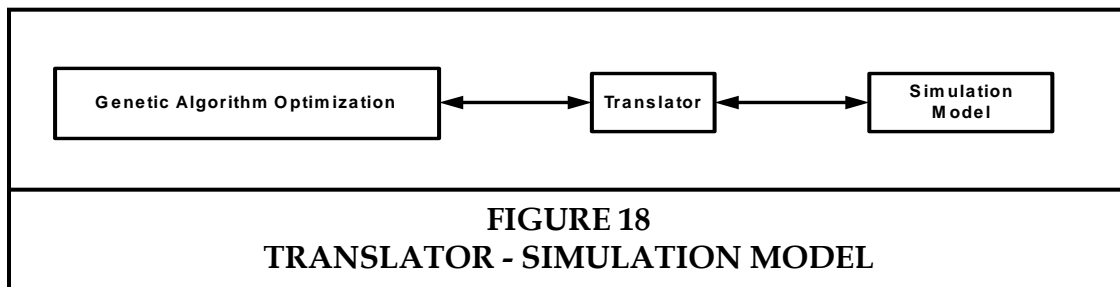 Genetic Algorithm Optimization
Translator
Simulation
Model
FIGURE 18
TRANSLATOR - SIMULATION MODEL